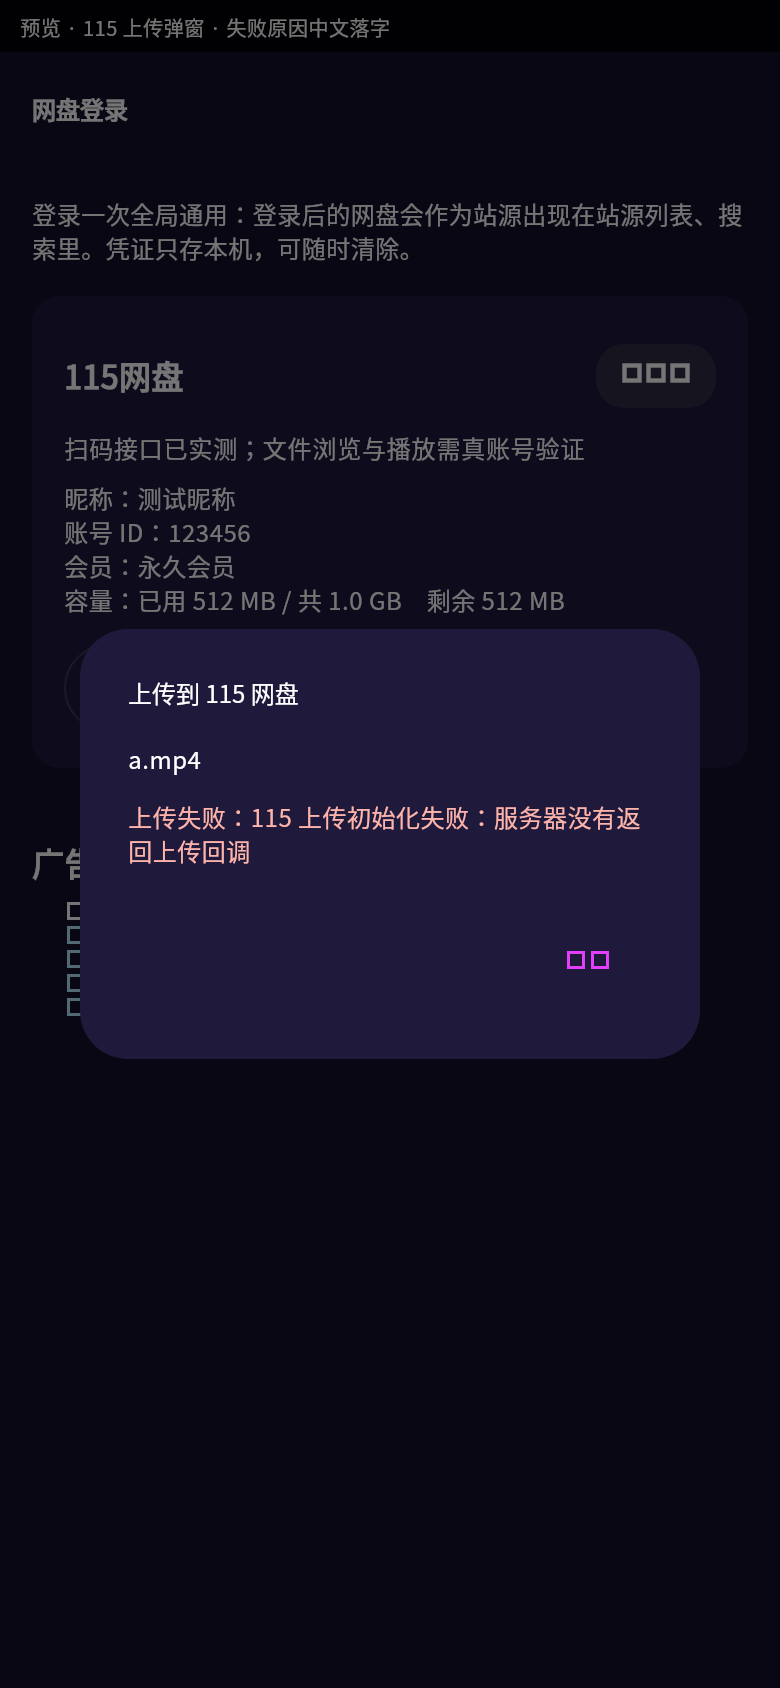 预览 · 115 上传弹窗 · 失败原因中文落字
网盘登录
登录一次全局通用：登录后的网盘会作为站源出现在站源列表、搜
索里。凭证只存本机，可随时清除。
115网盘
扫码接口已实测；文件浏览与播放需真账号验证
昵称：测试昵称
账号 ID：123456
会员：永久会员
容量：已用 512 MB / 共 1.0 GB　剩余 512 MB
上传到 115 网盘
a.mp4
上传失败：115 上传初始化失败：服务器没有返
回上传回调
广告